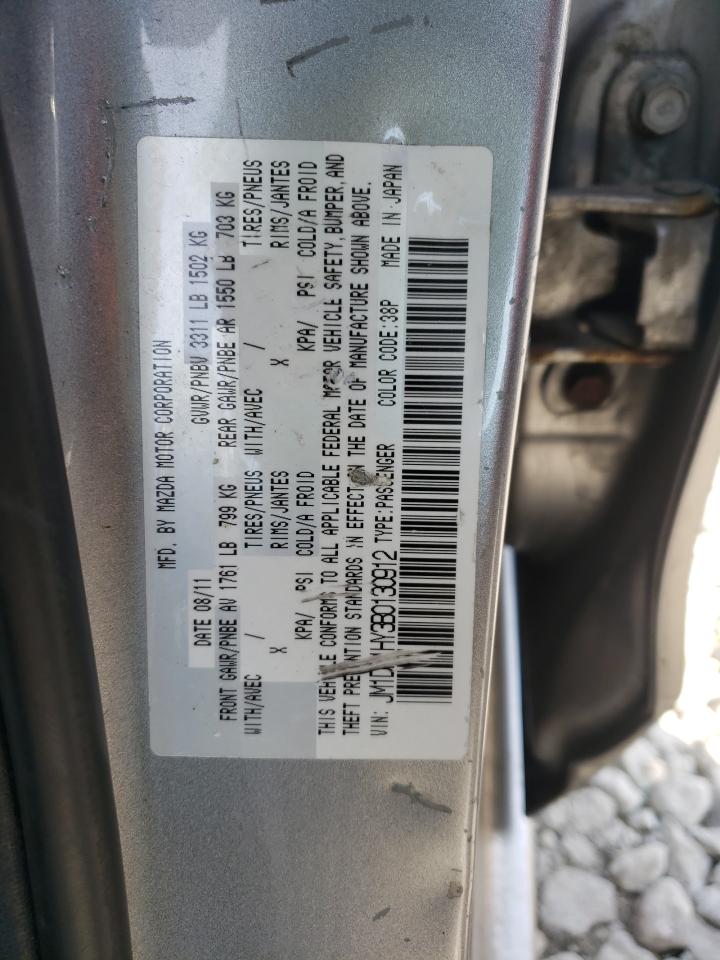 MFD. BY MAZDA MOTOR CORPORATION
DATE 08/11 GVWR/PNBV 3311 LB 1502 KG
FRONT GAWR/PNBE AV 1761 LB 799 KG REAR GAWR/PNBE AR 1550 LB 703 KG
WITH/AVEC / TIRES/PNEUS WITH/AVEC / TIRES/PNEUS
X RIMS/JANTES X RIMS/JANTES
KPA/ PSI COLD/A FROID KPA/ PSI COLD/A FROID
THIS VEHICLE CONFORMS TO ALL APPLICABLE FEDERAL MOTOR VEHICLE SAFETY, BUMPER, AND
THEFT PREVENTION STANDARDS IN EFFECT ON THE DATE OF MANUFACTURE SHOWN ABOVE.
VIN: TYPE:PASSENGER COLOR CODE:38P MADE IN JAPAN